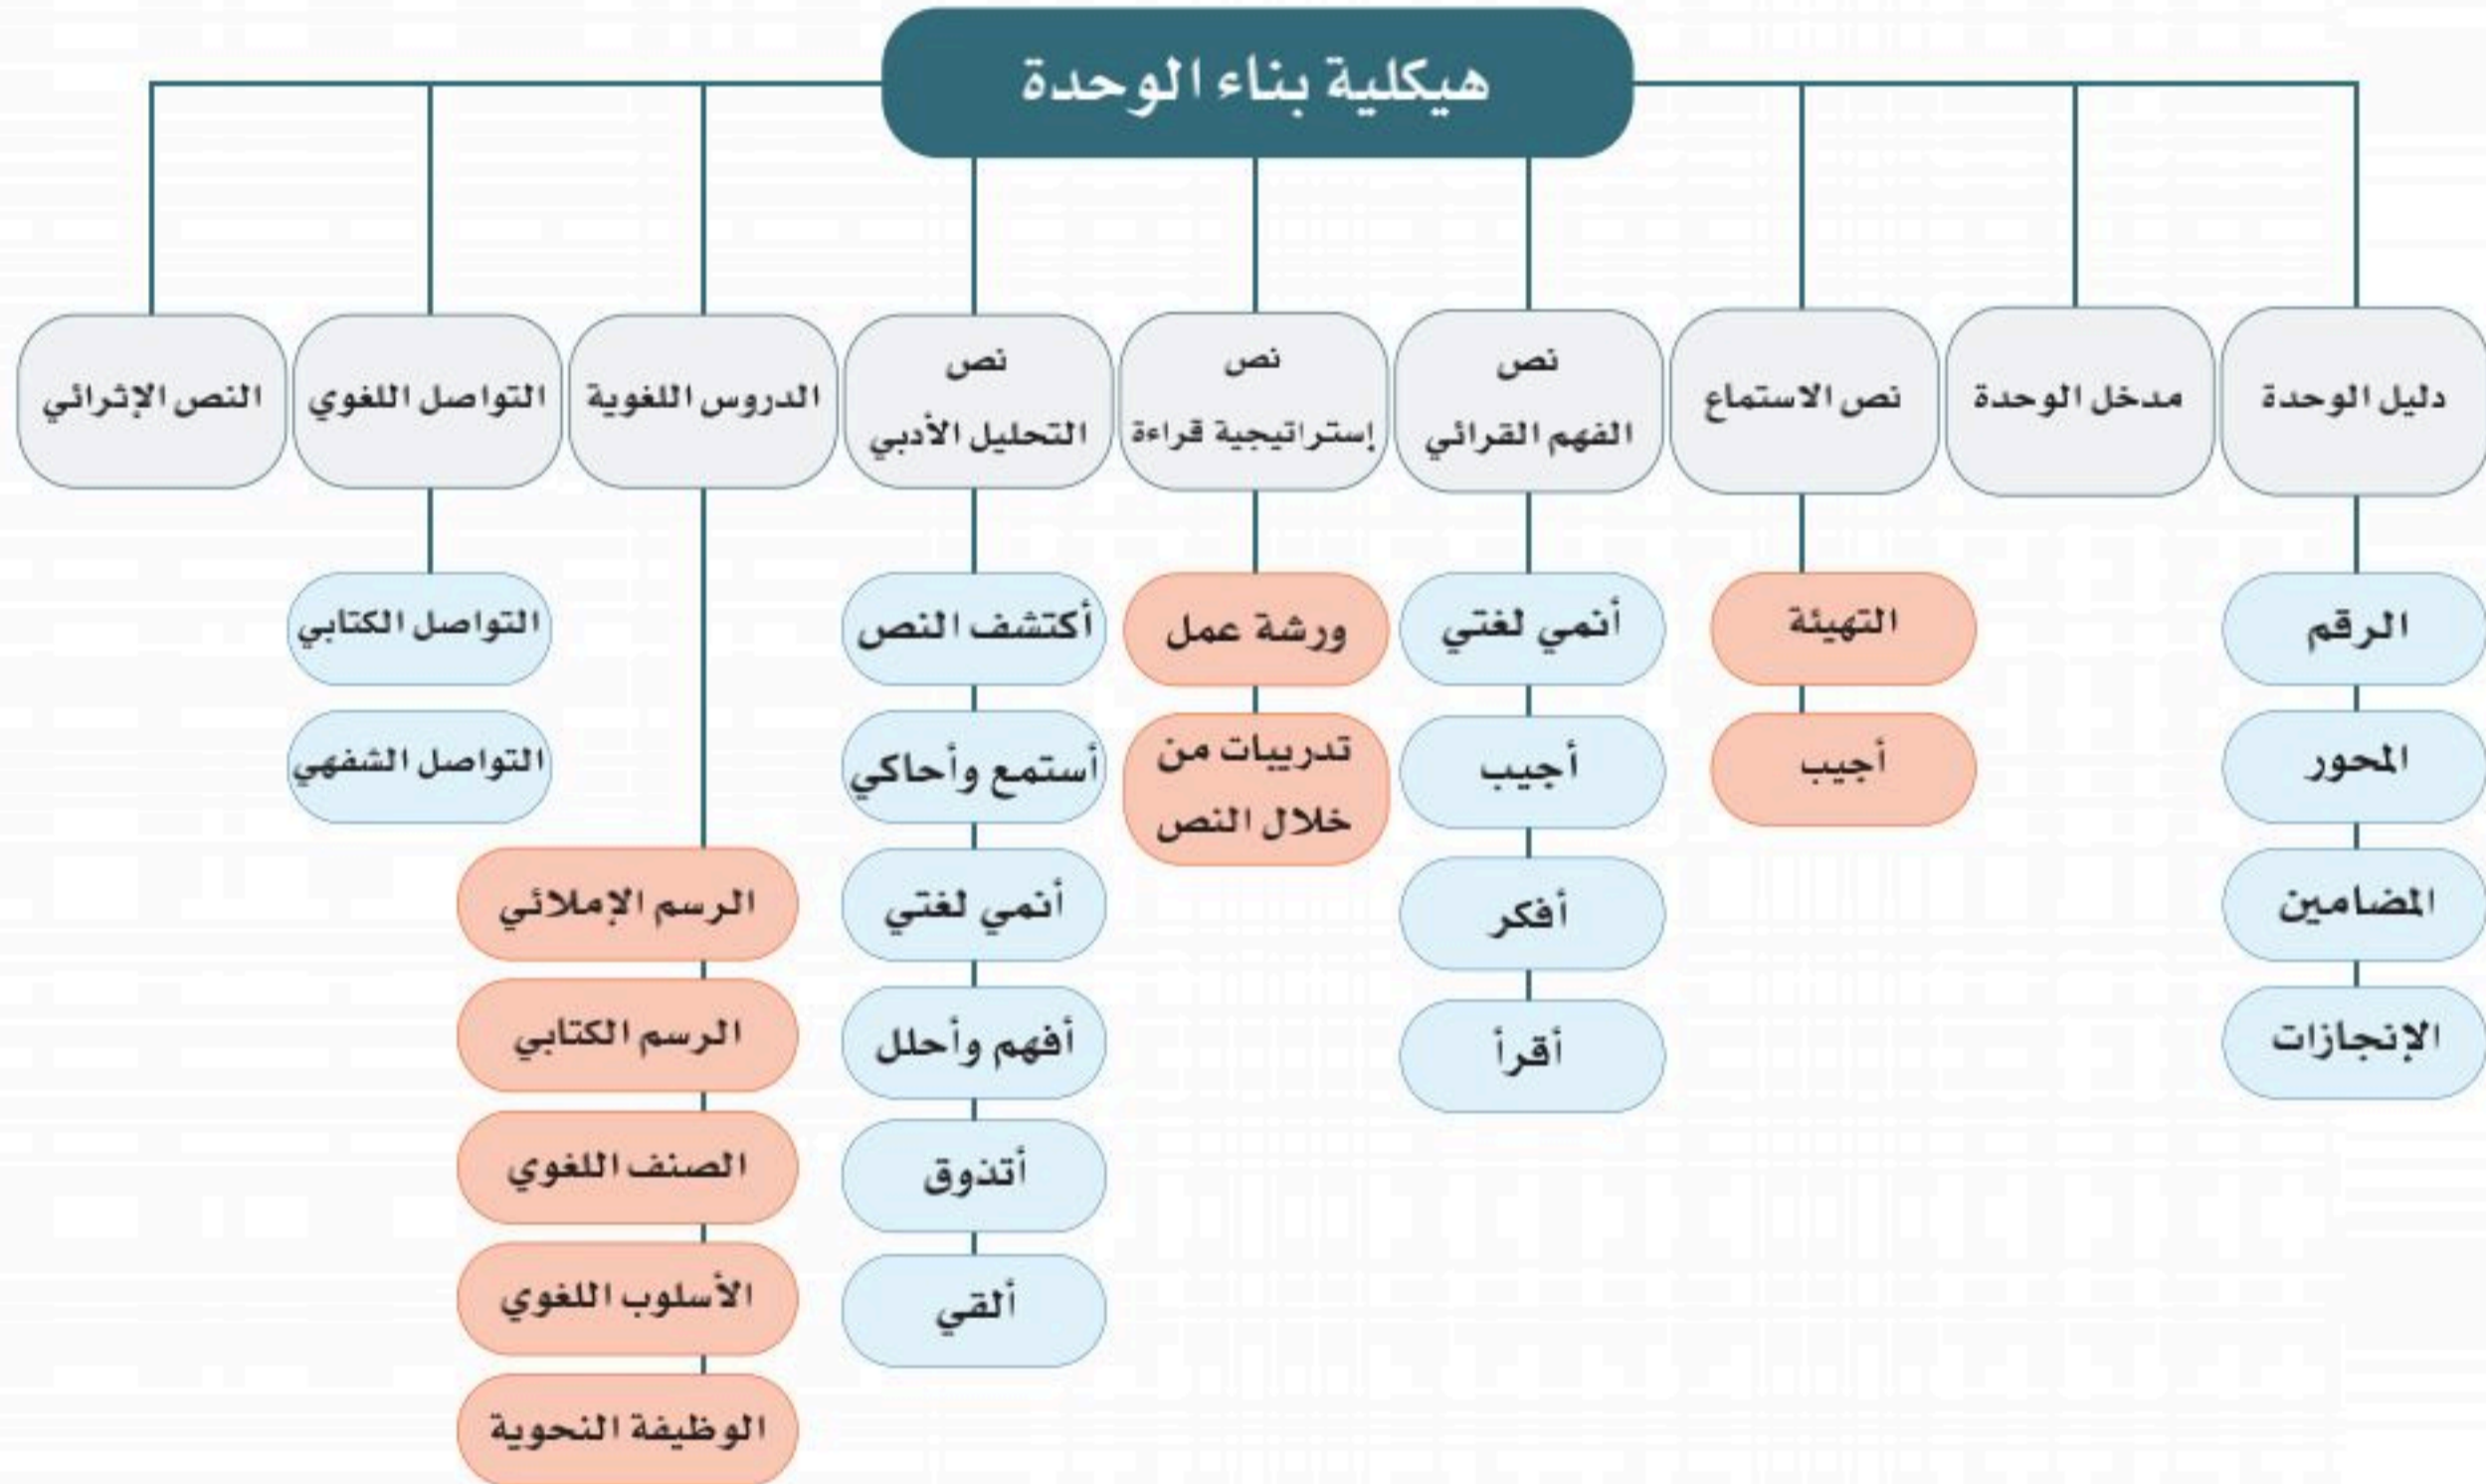 هيكلية بناء الوحدة
دليل الوحدة
مدخل الوحدة
نص الاستماع
نص
الفهم القرائي
نص
إستراتيجية قراءة
نص
التحليل الأدبي
الدروس اللغوية
التواصل اللغوي
النص الإثرائي
الرقم
المحور
المضامين
الإنجازات
التهيئة
أجيب
أنمي لغتي
أجيب
أفكر
أقرأ
ورشة عمل
تدريبات من
خلال النص
أكتشف النص
أستمع وأحاكي
أنمي لغتي
أفهم وأحلل
أتذوق
ألقي
الرسم الإملائي
الرسم الكتابي
الصنف اللغوي
الأسلوب اللغوي
الوظيفة النحوية
التواصل الكتابي
التواصل الشفهي